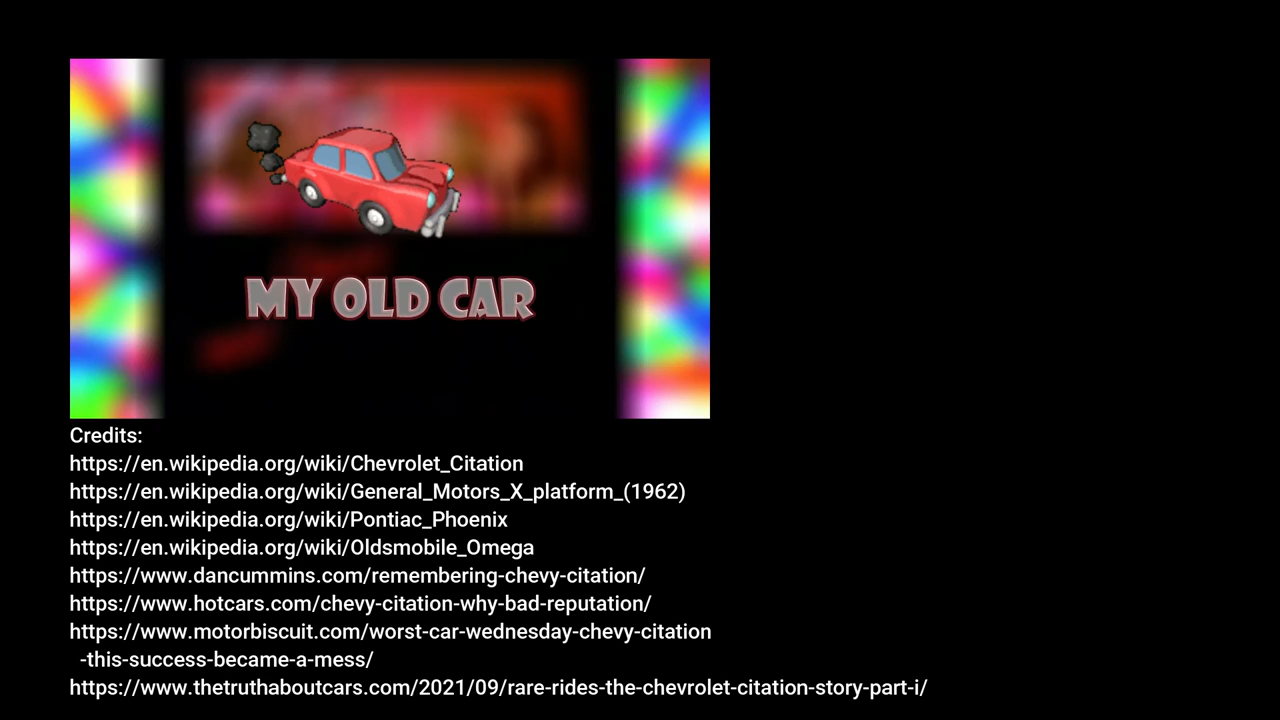 MY OLD CAR
Credits:
https://en.wikipedia.org/wiki/Chevrolet_Citation
https://en.wikipedia.org/wiki/General_Motors_X_platform_(1962)
https://en.wikipedia.org/wiki/Pontiac_Phoenix
https://en.wikipedia.org/wiki/Oldsmobile_Omega
https://www.dancummins.com/remembering-chevy-citation/
https://www.hotcars.com/chevy-citation-why-bad-reputation/
https://www.motorbiscuit.com/worst-car-wednesday-chevy-citation
-this-success-became-a-mess/
https://www.thetruthaboutcars.com/2021/09/rare-rides-the-chevrolet-citation-story-part-i/